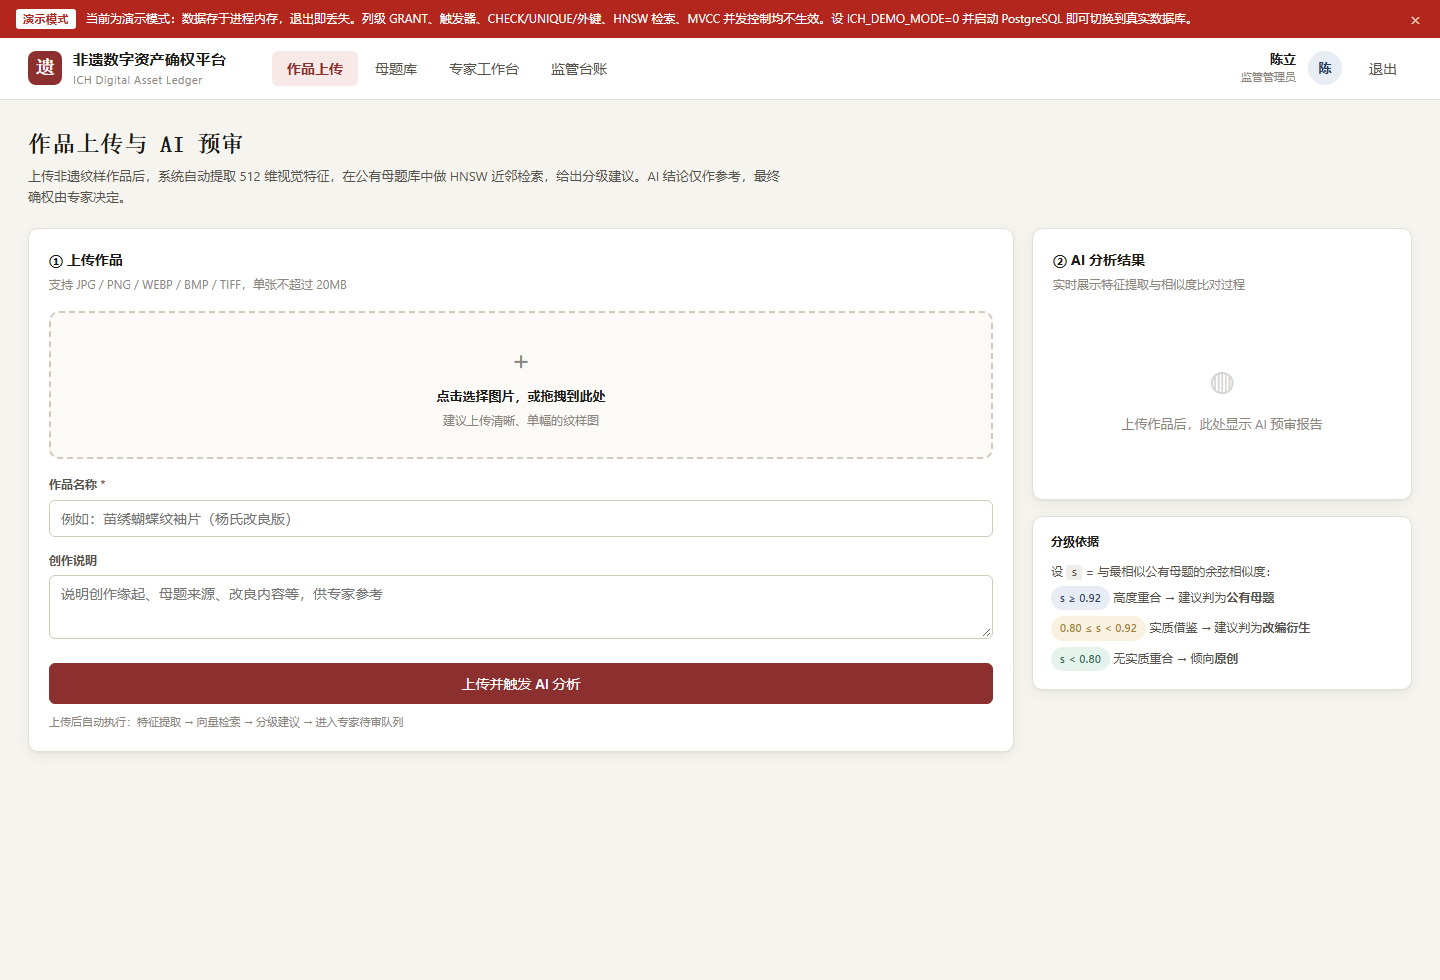 演示模式 当前为演示模式：数据存于进程内存，退出即丢失。列级 GRANT、触发器、CHECK/UNIQUE/外键、HNSW 检索、MVCC 并发控制均不生效。设 ICH_DEMO_MODE=0 并启动 PostgreSQL 即可切换到真实数据库。 ×
遗 非遗数字资产确权平台
ICH Digital Asset Ledger
作品上传 母题库 专家工作台 监管台账
陈立
监管管理员
陈 退出
作品上传与 AI 预审
上传非遗纹样作品后，系统自动提取 512 维视觉特征，在公有母题库中做 HNSW 近邻检索，给出分级建议。AI 结论仅作参考，最终
确权由专家决定。
① 上传作品
支持 JPG / PNG / WEBP / BMP / TIFF，单张不超过 20MB
+
点击选择图片，或拖拽到此处
建议上传清晰、单幅的纹样图
作品名称 *
例如：苗绣蝴蝶纹袖片（杨氏改良版）
创作说明
说明创作缘起、母题来源、改良内容等，供专家参考
上传并触发 AI 分析
上传后自动执行：特征提取 → 向量检索 → 分级建议 → 进入专家待审队列
② AI 分析结果
实时展示特征提取与相似度比对过程
上传作品后，此处显示 AI 预审报告
分级依据
设 s = 与最相似公有母题的余弦相似度：
s ≥ 0.92 高度重合 → 建议判为公有母题
0.80 ≤ s < 0.92 实质借鉴 → 建议判为改编衍生
s < 0.80 无实质重合 → 倾向原创